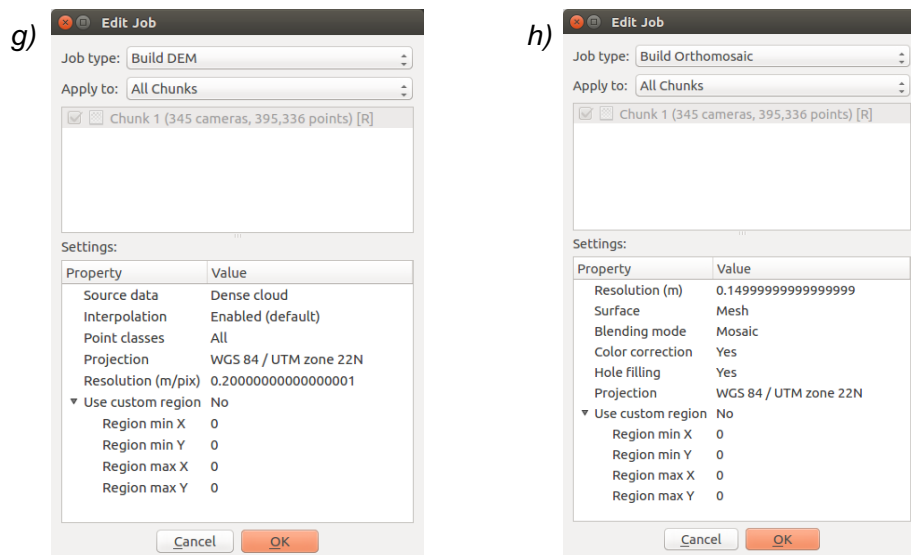 g)
Edit Job
Job type: Build DEM
Apply to: All Chunks
Chunk 1 (345 cameras, 395,336 points) [R]
Settings:
Property Value
Source data Dense cloud
Interpolation Enabled (default)
Point classes All
Projection WGS 84 / UTM zone 22N
Resolution (m/pix) 0.20000000000000001
Use custom region No
Region min X 0
Region min Y 0
Region max X 0
Region max Y 0
Cancel OK
h)
Edit Job
Job type: Build Orthomosaic
Apply to: All Chunks
Chunk 1 (345 cameras, 395,336 points) [R]
Settings:
Property Value
Resolution (m) 0.14999999999999999
Surface Mesh
Blending mode Mosaic
Color correction Yes
Hole filling Yes
Projection WGS 84 / UTM zone 22N
Use custom region No
Region min X 0
Region min Y 0
Region max X 0
Region max Y 0
Cancel OK